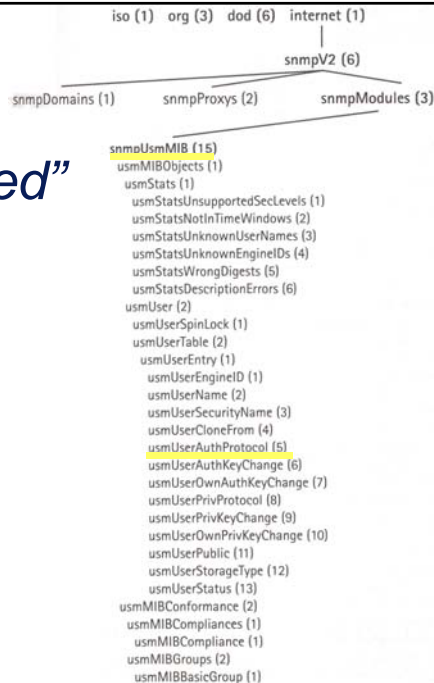 iso (1) org (3) dod (6) internet (1)
snmpV2 (6)
snmpDomains (1) snmpProxys (2) snmpModules (3)
ed”
snmpUsmMIB (15)
usmMIBObjects (1)
usmStats (1)
usmStatsUnsupportedSecLevels (1)
usmStatsNotInTimeWindows (2)
usmStatsUnknownUserNames (3)
usmStatsUnknownEngineIDs (4)
usmStatsWrongDigests (5)
usmStatsDescriptionErrors (6)
usmUser (2)
usmUserSpinLock (1)
usmUserTable (2)
usmUserEntry (1)
usmUserEngineID (1)
usmUserName (2)
usmUserSecurityName (3)
usmUserCloneFrom (4)
usmUserAuthProtocol (5)
usmUserAuthKeyChange (6)
usmUserOwnAuthKeyChange (7)
usmUserPrivProtocol (8)
usmUserPrivKeyChange (9)
usmUserOwnPrivKeyChange (10)
usmUserPublic (11)
usmUserStorageType (12)
usmUserStatus (13)
usmMIBConformance (2)
usmMIBCompliances (1)
usmMIBCompliance (1)
usmMIBGroups (2)
usmMIBBasicGroup (1)